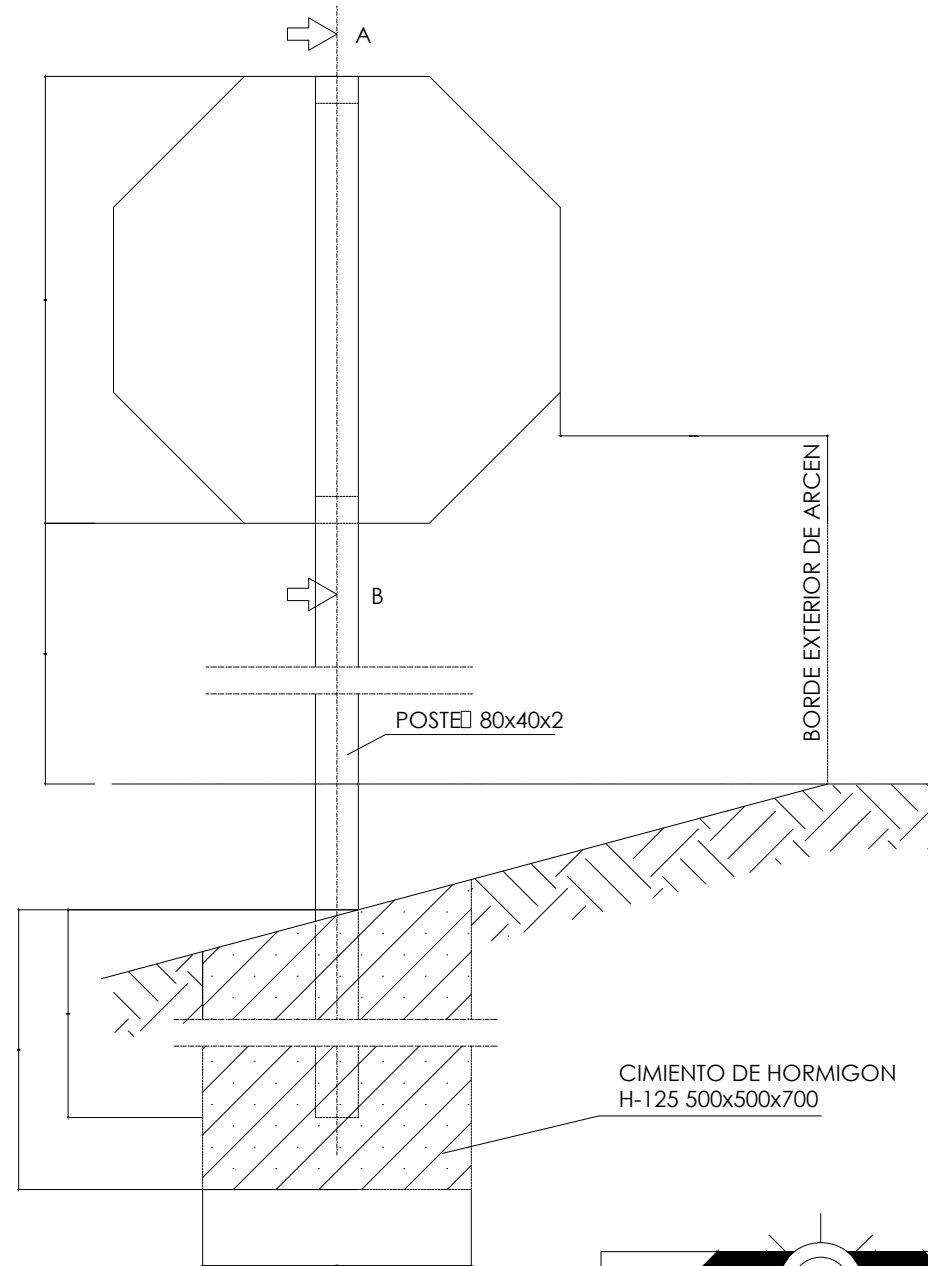 A
B
BORDE EXTERIOR DE ARCEN
POSTE▯ 80x40x2
CIMIENTO DE HORMIGON
H-125 500x500x700